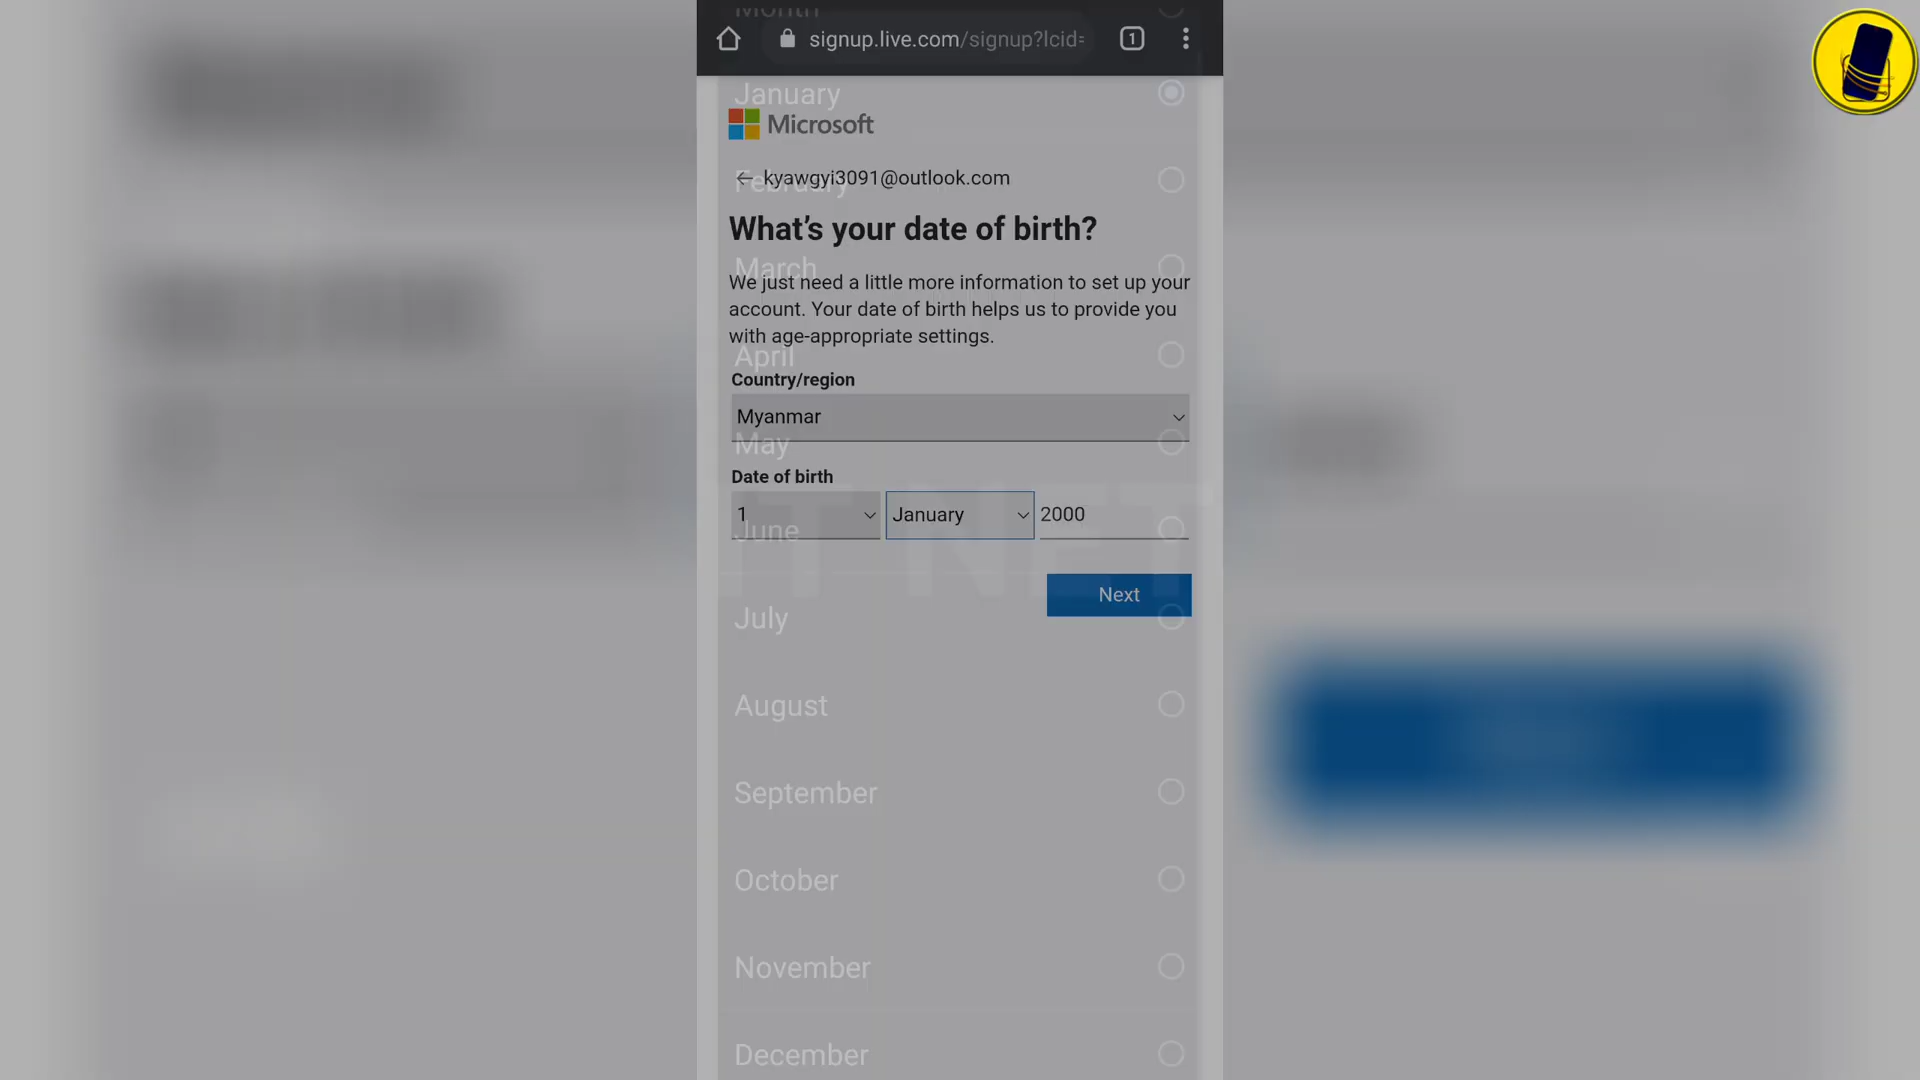 Month
signup.live.com/signup?lcid=
1
January
Microsoft
February
kyawgyi3091@outlook.com
What's your date of birth?
March
We just need a little more information to set up your
account. Your date of birth helps us to provide you
with age-appropriate settings.
April
Country/region
Myanmar
May
Date of birth
1
January
2000
June
Next
July
August
September
October
November
December